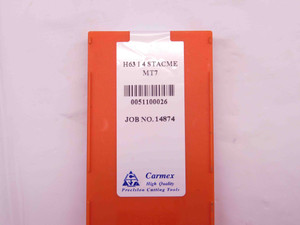 H63 I 4 STACME
MT7
0051100026
JOB NO. 14874
Carmex
High Quality
Precision Cutting Tools